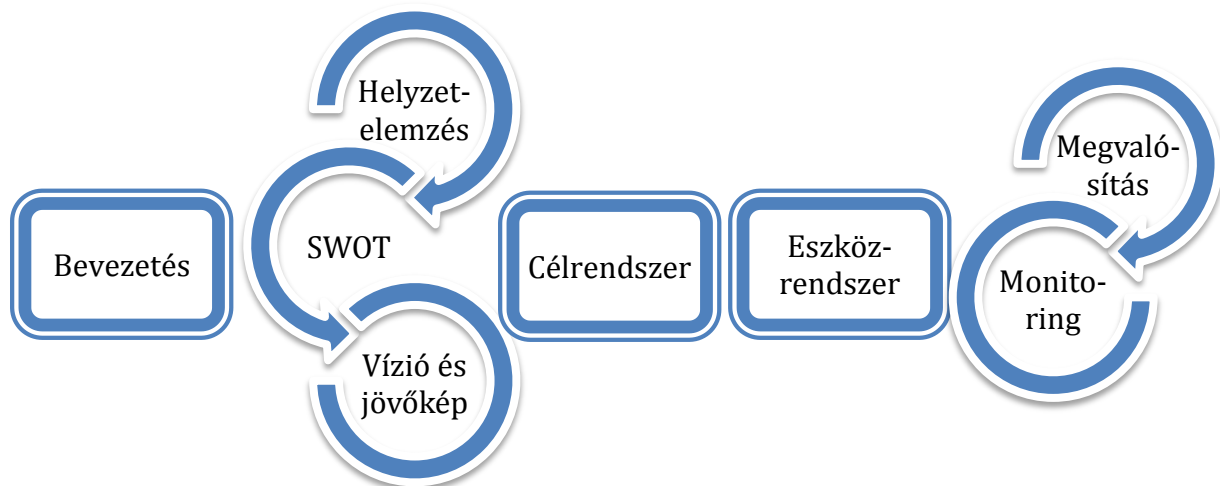 Bevezetés
Helyzet-
elemzés
SWOT
Vízió és
jövőkép
Célrendszer
Eszköz-
rendszer
Megvaló-
sítás
Monito-
ring